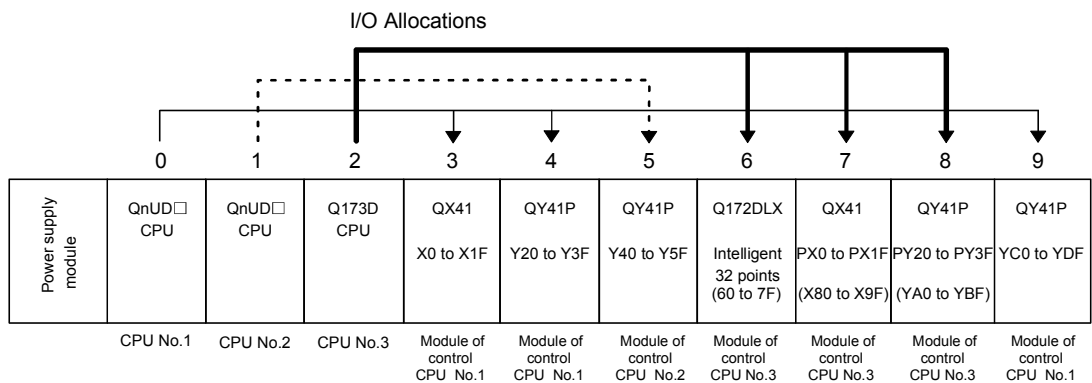 I/O Allocations
0 1 2 3 4 5 6 7 8 9
Power supply
module
QnUD□
CPU
QnUD□
CPU
Q173D
CPU
QX41
X0 to X1F
QY41P
Y20 to Y3F
QY41P
Y40 to Y5F
Q172DLX
Intelligent
32 points
(60 to 7F)
QX41
PX0 to PX1F
(X80 to X9F)
QY41P
PY20 to PY3F
(YA0 to YBF)
QY41P
YC0 to YDF
CPU No.1
CPU No.2
CPU No.3
Module of
control
CPU No.1
Module of
control
CPU No.1
Module of
control
CPU No.2
Module of
control
CPU No.3
Module of
control
CPU No.3
Module of
control
CPU No.3
Module of
control
CPU No.1